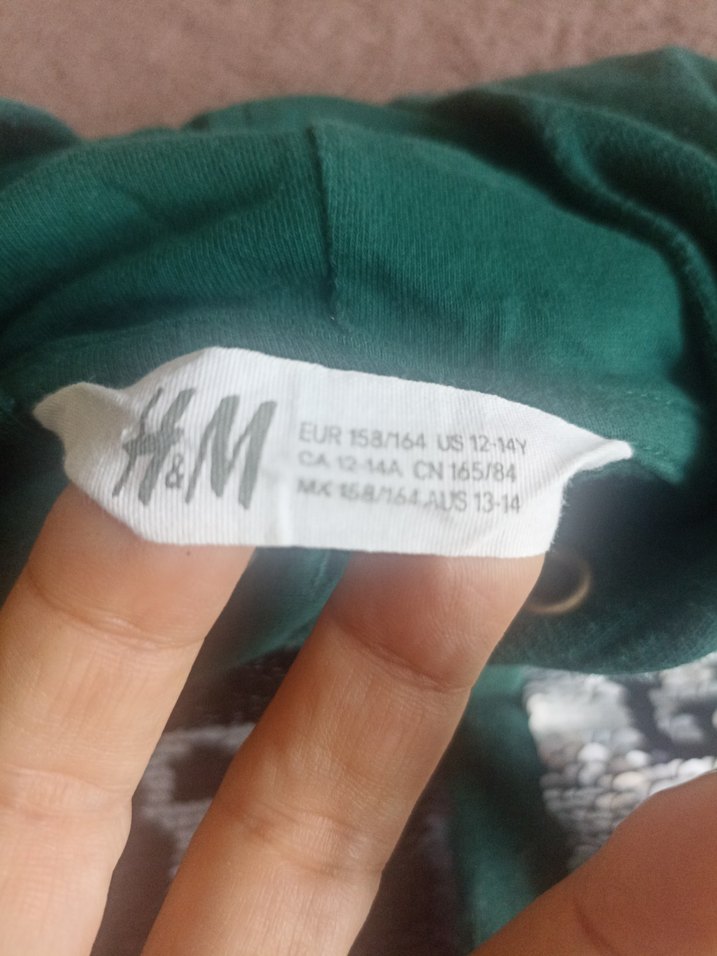 H&M
EUR 158/164 US 12-14Y
CA 12-14A CN 165/84
MX 158/164 AUS 13-14